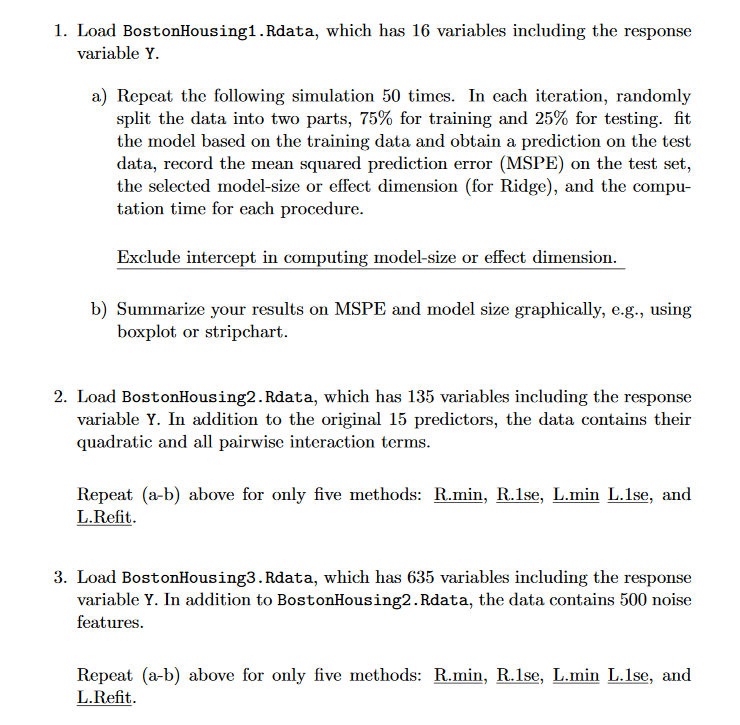 1. Load BostonHousing1.Rdata, which has 16 variables including the response
variable Y.
a) Repeat the following simulation 50 times. In each iteration, randomly
split the data into two parts, 75% for training and 25% for testing. fit
the model based on the training data and obtain a prediction on the test
data, record the mean squared prediction error (MSPE) on the test set,
the selected model-size or effect dimension (for Ridge), and the compu-
tation time for each procedure.
Exclude intercept in computing model-size or effect dimension.
b) Summarize your results on MSPE and model size graphically, e.g., using
boxplot or stripchart.
2. Load BostonHousing2.Rdata, which has 135 variables including the response
variable Y. In addition to the original 15 predictors, the data contains their
quadratic and all pairwise interaction terms.
Repeat (a-b) above for only five methods: R.min, R.1se, L.min L.1se, and
L.Refit.
3. Load BostonHousing3.Rdata, which has 635 variables including the response
variable Y. In addition to BostonHousing2.Rdata, the data contains 500 noise
features.
Repeat (a-b) above for only five methods: R.min, R.1se, L.min L.1se, and
L.Refit.